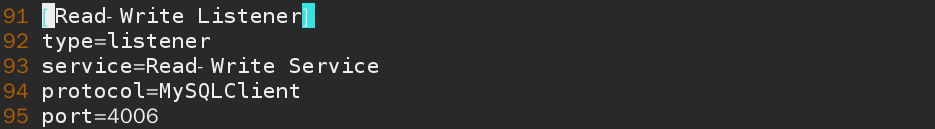 91 [Read-Write Listener]
92 type=listener
93 service=Read-Write Service
94 protocol=MySQLClient
95 port=4006